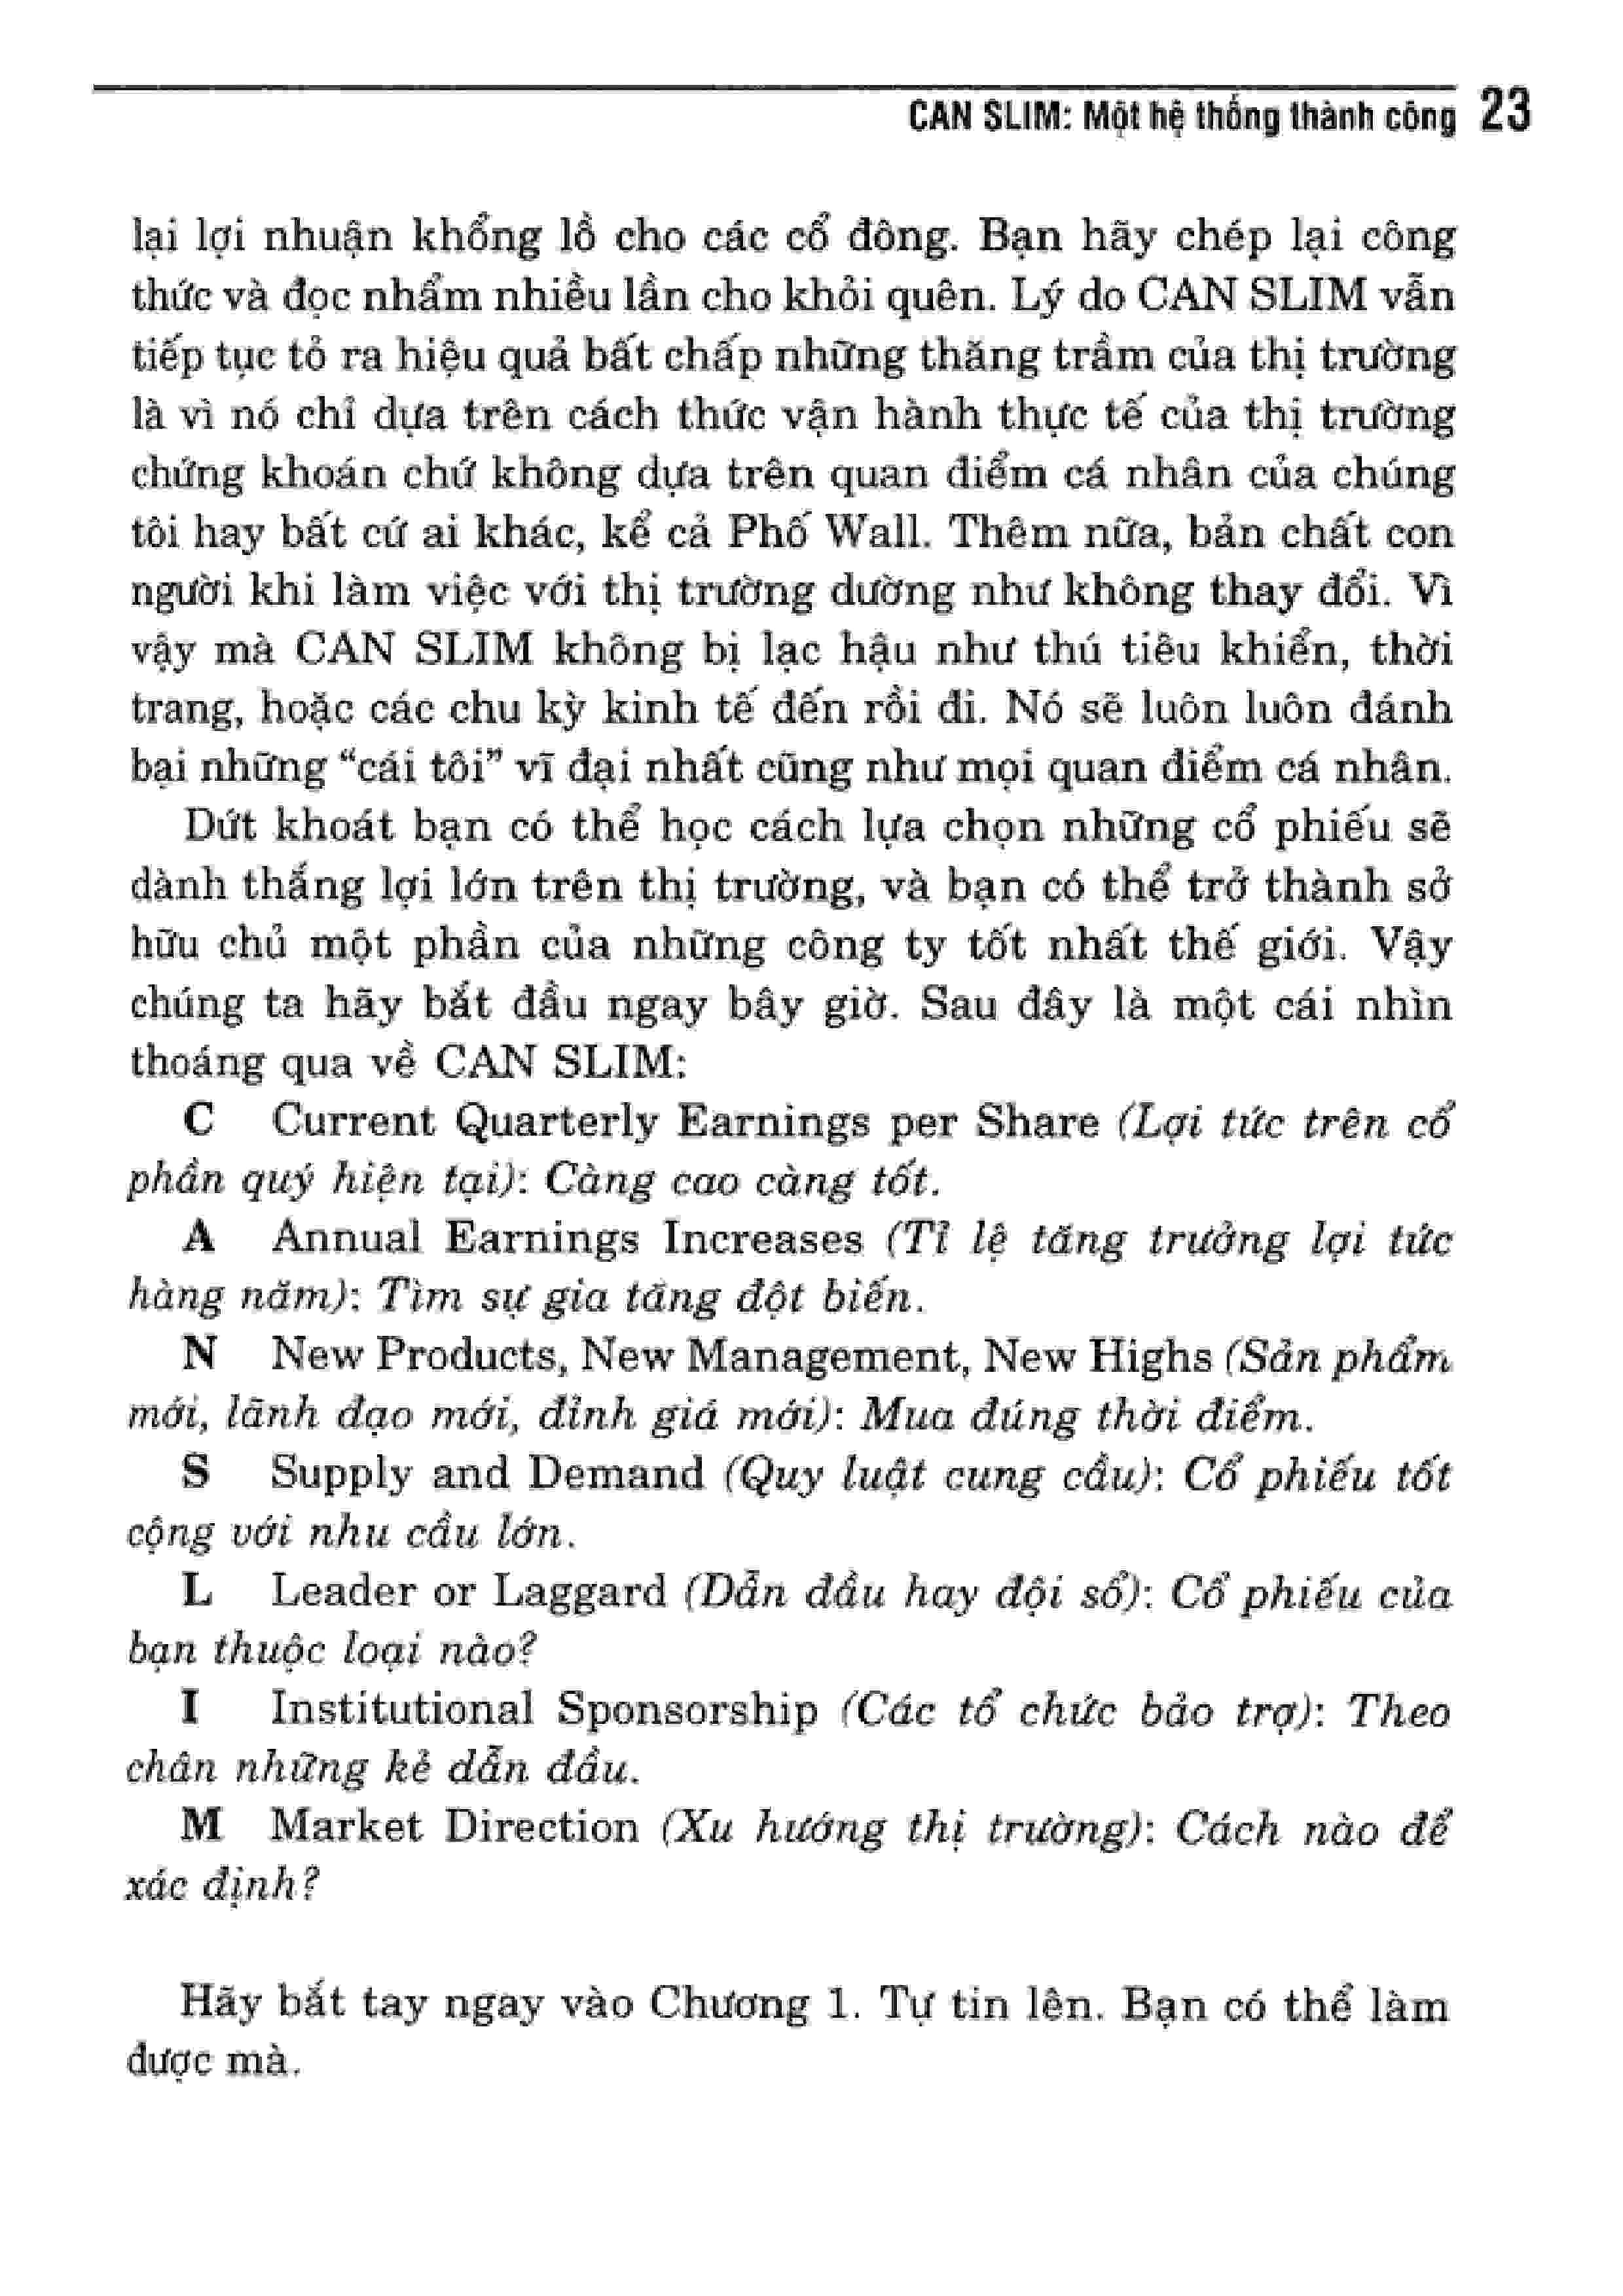 CAN SLIM: Một hệ thống thành công 23
lại lợi nhuận khổng lồ cho các cổ đông. Bạn hãy chép lại công
thức và đọc nhẩm nhiều lần cho khỏi quên. Lý do CAN SLIM vẫn
tiếp tục tỏ ra hiệu quả bất chấp những thăng trầm của thị trường
là vì nó chỉ dựa trên cách thức vận hành thực tế của thị trường
chứng khoán chứ không dựa trên quan điểm cá nhân của chúng
tôi hay bất cứ ai khác, kể cả Phố Wall. Thêm nữa, bản chất con
người khi làm việc với thị trường dường như không thay đổi. Vì
vậy mà CAN SLIM không bị lạc hậu như thú tiêu khiển, thời
trang, hoặc các chu kỳ kinh tế đến rồi đi. Nó sẽ luôn luôn đánh
bại những “cái tôi” vĩ đại nhất cũng như mọi quan điểm cá nhân.
Dứt khoát bạn có thể học cách lựa chọn những cổ phiếu sẽ
dành thắng lợi lớn trên thị trường, và bạn có thể trở thành sở
hữu chủ một phần của những công ty tốt nhất thế giới. Vậy
chúng ta hãy bắt đầu ngay bây giờ. Sau đây là một cái nhìn
thoáng qua về CAN SLIM:
C Current Quarterly Earnings per Share (Lợi tức trên cổ
phần quý hiện tại): Càng cao càng tốt.
A Annual Earnings Increases (Tỉ lệ tăng trưởng lợi tức
hàng năm): Tìm sự gia tăng đột biến.
N New Products, New Management, New Highs (Sản phẩm
mới, lãnh đạo mới, đỉnh giá mới): Mua đúng thời điểm.
S Supply and Demand (Quy luật cung cầu): Cổ phiếu tốt
cộng với nhu cầu lớn.
L Leader or Laggard (Dẫn đầu hay đội sổ): Cổ phiếu của
bạn thuộc loại nào?
I Institutional Sponsorship (Các tổ chức bảo trợ): Theo
chân những kẻ dẫn đầu.
M Market Direction (Xu hướng thị trường): Cách nào để
xác định?
Hãy bắt tay ngay vào Chương 1. Tự tin lên. Bạn có thể làm
được mà.